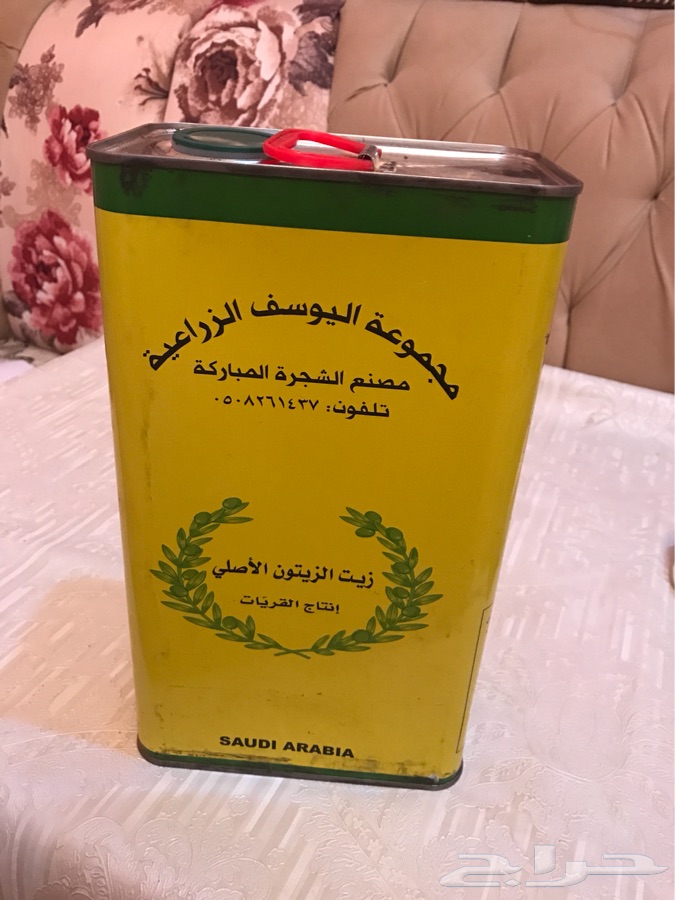 مجموعة اليوسف الزراعية
مصنع الشجرة المباركة
تلفون: ٠٥٠٨٢٦١٤٣٧
زيت الزيتون الأصلي
إنتاج القريات
SAUDI ARABIA
حراج